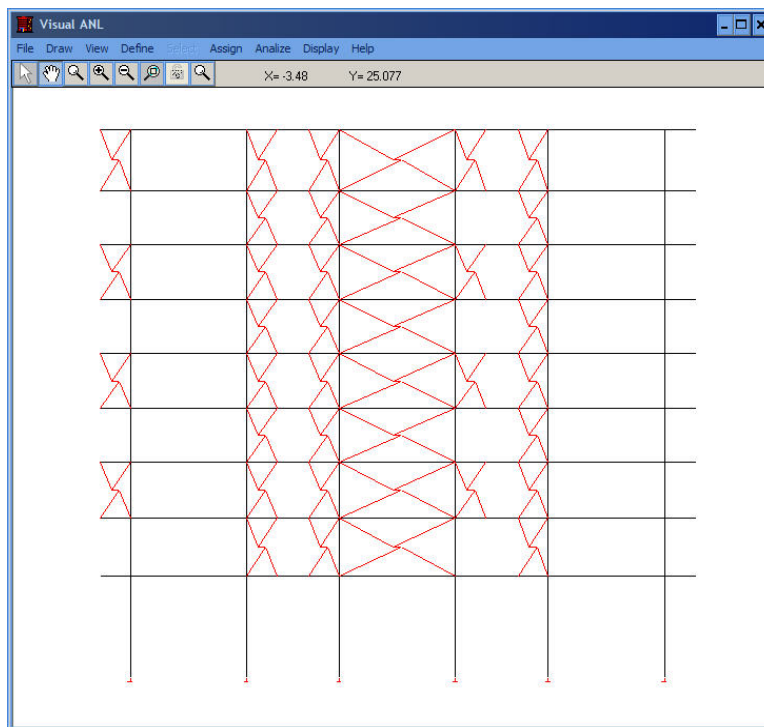 Visual ANL
File Draw View Define Select Assign Analize Display Help
X= -3.48 Y= 25.077